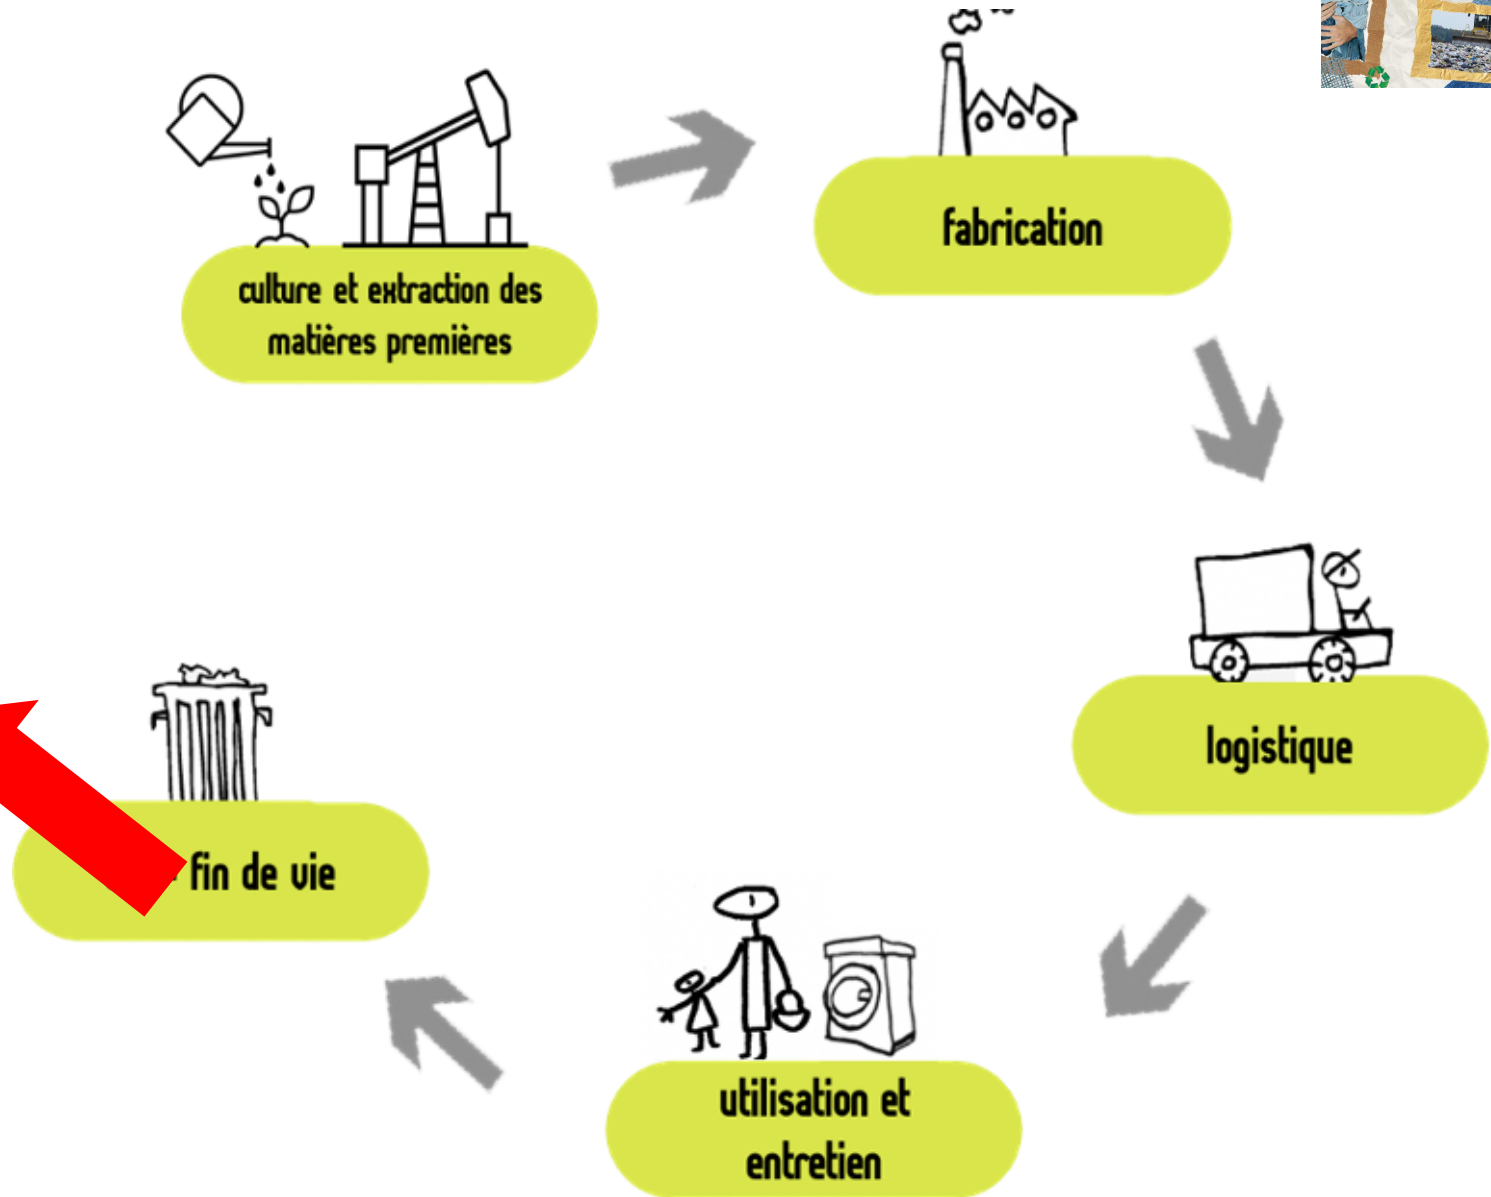 culture et extraction des
matières premières
fabrication
logistique
utilisation et
entretien
fin de vie